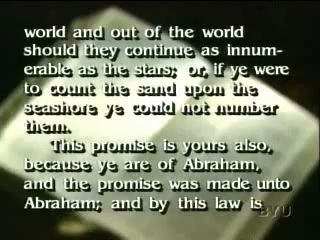 world and out of the world
should they continue as innum-
erable as the stars; or, if ye were
to count the sand upon the
seashore ye could not number
them.
This promise is yours also,
because ye are of Abraham,
and the promise was made unto
Abraham; and by this law is
BYU